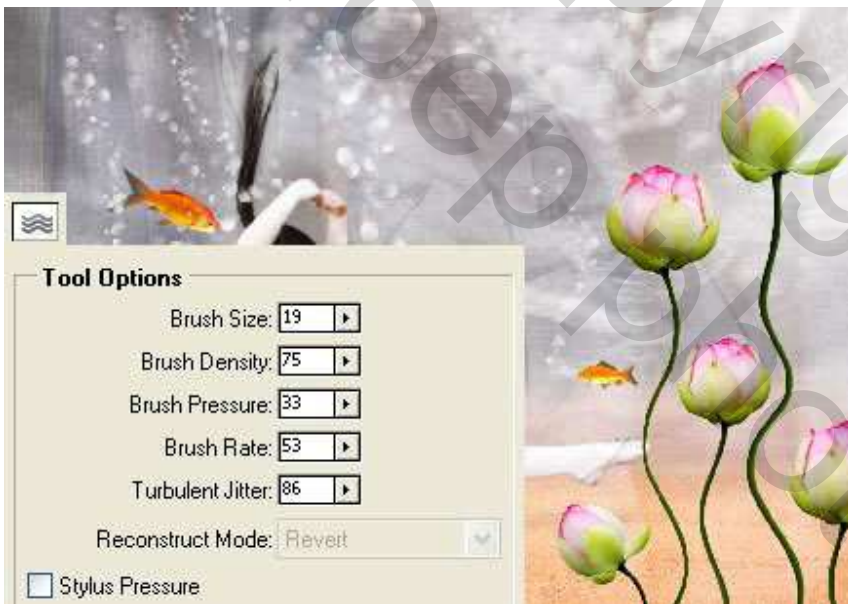 Tool Options
Brush Size: 19
Brush Density: 75
Brush Pressure: 33
Brush Rate: 53
Turbulent Jitter: 86
Reconstruct Mode: Revert
Stylus Pressure